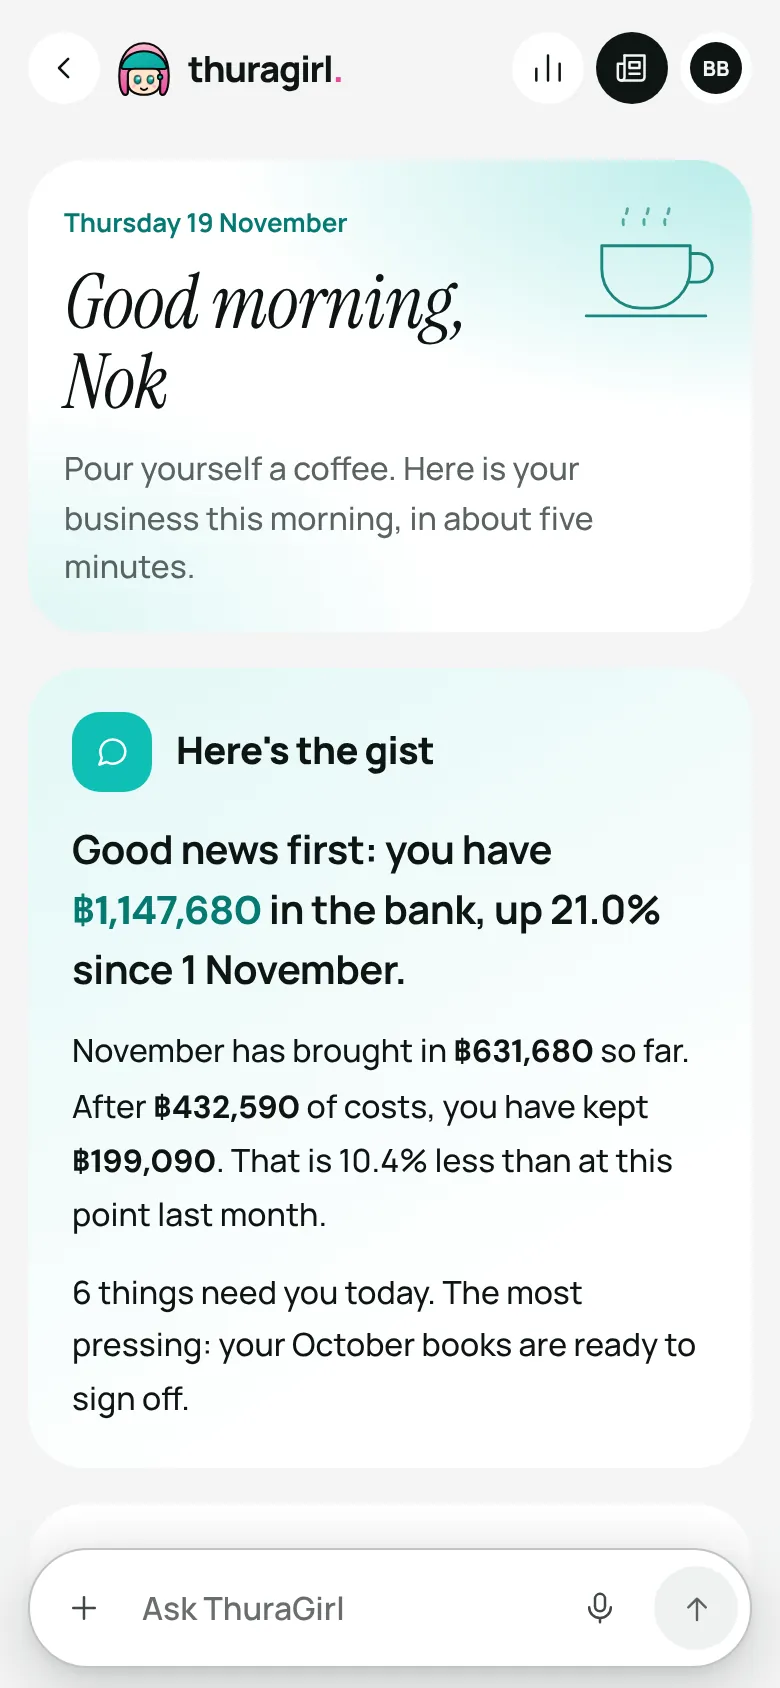 thuragirl.
BB
Thursday 19 November
Good morning,
Nok
Pour yourself a coffee. Here is your
business this morning, in about five
minutes.
Here's the gist
Good news first: you have
฿1,147,680 in the bank, up 21.0%
since 1 November.
November has brought in ฿631,680 so far.
After ฿432,590 of costs, you have kept
฿199,090. That is 10.4% less than at this
point last month.
6 things need you today. The most
pressing: your October books are ready to
sign off.
Ask ThuraGirl